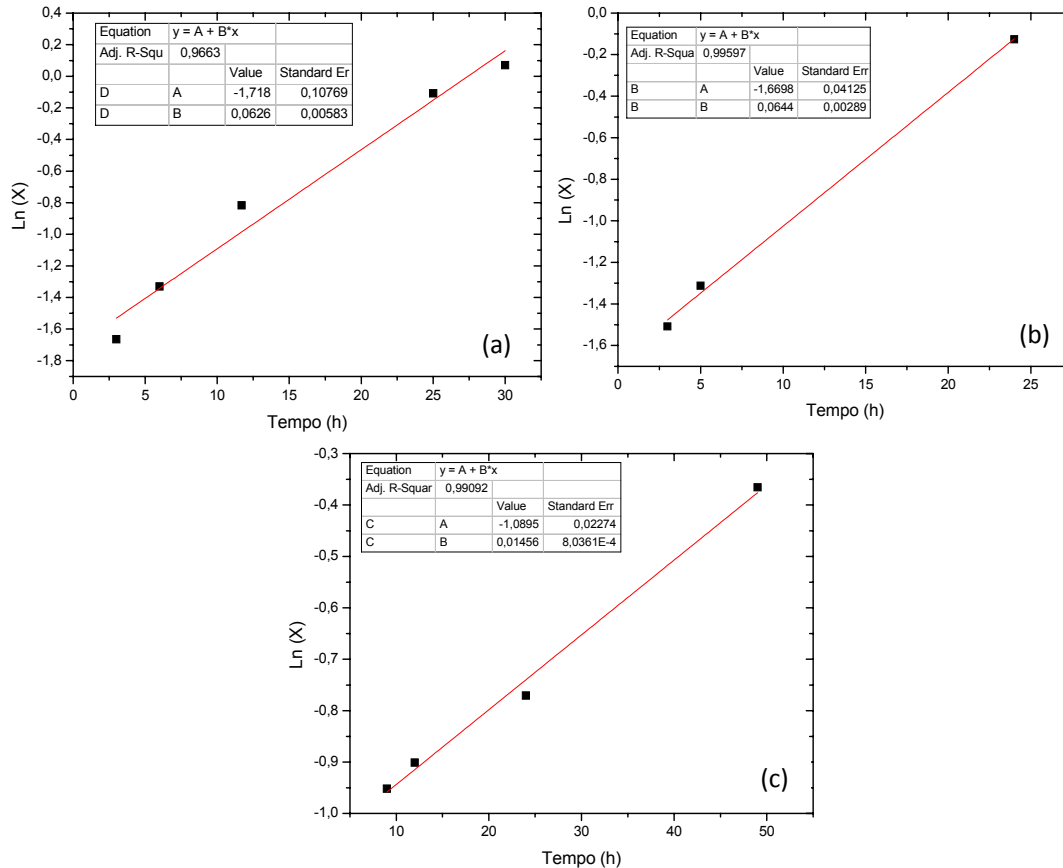 Equation y = A + B*x
Adj. R-Squ 0,9663
Value Standard Er
D A -1,718 0,10769
D B 0,0626 0,00583
0,4
0,2
0,0
-0,2
-0,4
-0,6
-0,8
-1,0
-1,2
-1,4
-1,6
-1,8
Ln (X)
(a)
0 5 10 15 20 25 30
Tempo (h)
Equation y = A + B*x
Adj. R-Squa 0,99597
Value Standard Err
B A -1,6698 0,04125
B B 0,0644 0,00289
0,0
-0,2
-0,4
-0,6
-0,8
-1,0
-1,2
-1,4
-1,6
Ln (X)
(b)
0 5 10 15 20 25
Tempo (h)
Equation y = A + B*x
Adj. R-Squar 0,99092
Value Standard Err
C A -1,0895 0,02274
C B 0,01456 8,0361E-4
-0,3
-0,4
-0,5
-0,6
-0,7
-0,8
-0,9
-1,0
Ln (X)
(c)
10 20 30 40 50
Tempo (h)